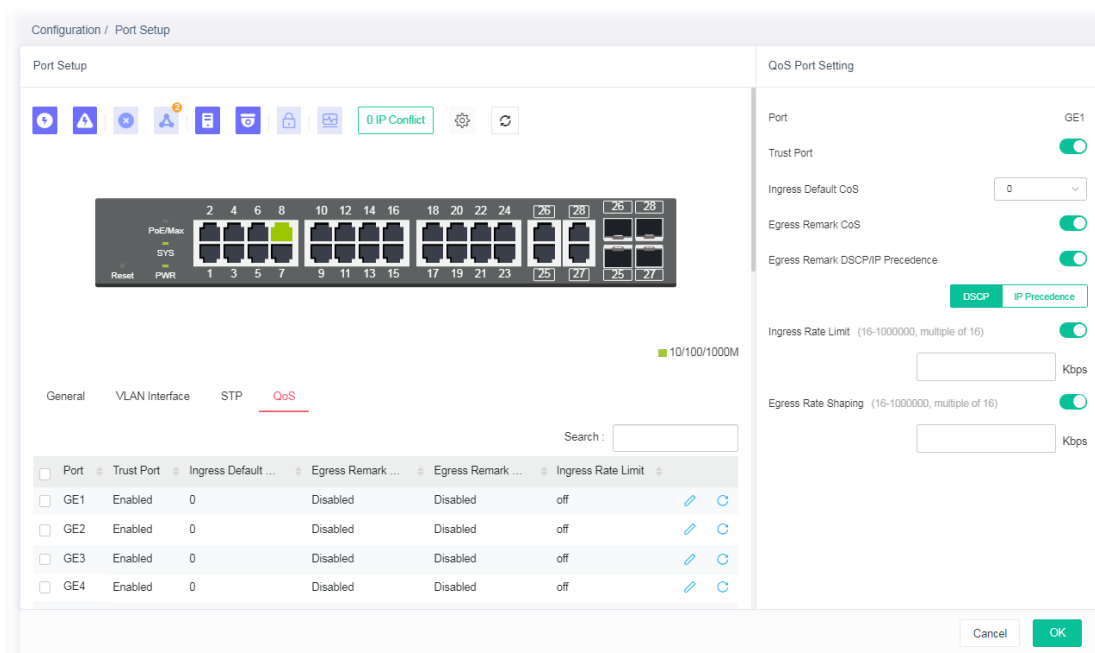 Configuration / Port Setup
Port Setup
2
0 IP Conflict
2 4 6 8 10 12 14 16 18 20 22 24 26 28 26 28
PoE/Max
SYS
Reset PWR 1 3 5 7 9 11 13 15 17 19 21 23 25 27 25 27
10/100/1000M
General VLAN Interface STP QoS
Search :
Port Trust Port Ingress Default ... Egress Remark ... Egress Remark ... Ingress Rate Limit
GE1 Enabled 0 Disabled Disabled off
GE2 Enabled 0 Disabled Disabled off
GE3 Enabled 0 Disabled Disabled off
GE4 Enabled 0 Disabled Disabled off
QoS Port Setting
Port GE1
Trust Port
Ingress Default CoS 0
Egress Remark CoS
Egress Remark DSCP/IP Precedence
DSCP IP Precedence
Ingress Rate Limit (16-1000000, multiple of 16)
Kbps
Egress Rate Shaping (16-1000000, multiple of 16)
Kbps
Cancel OK